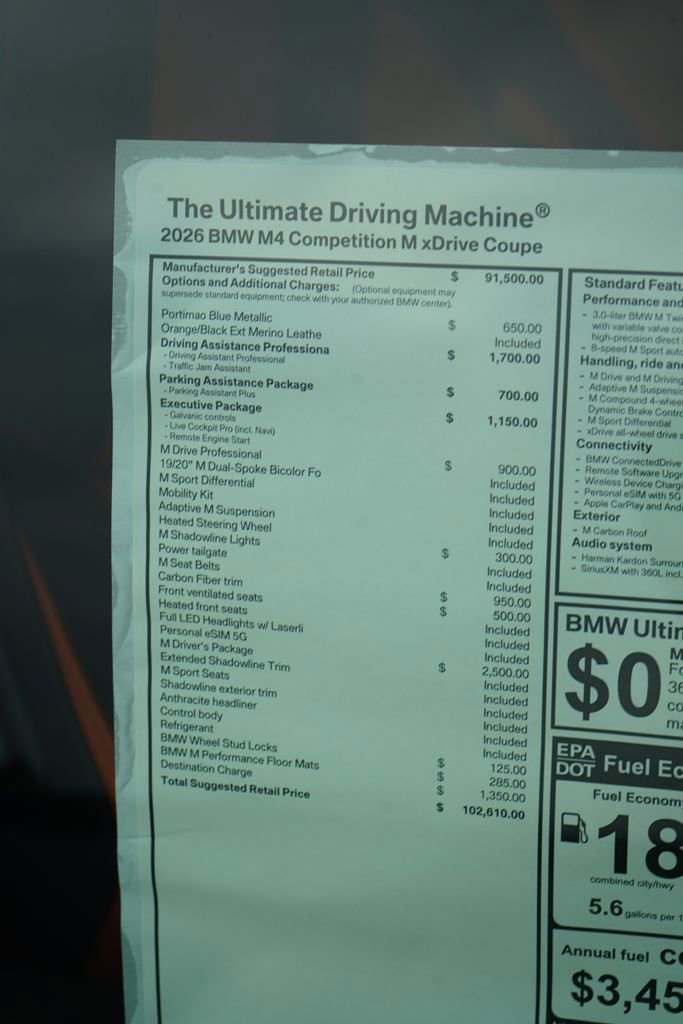 The Ultimate Driving Machine®
2026 BMW M4 Competition M xDrive Coupe
Manufacturer's Suggested Retail Price $ 91,500.00
Options and Additional Charges: (Optional equipment may
supersede standard equipment; check with your authorized BMW center).
Portimao Blue Metallic $ 650.00
Orange/Black Ext Merino Leathe Included
Driving Assistance Professiona $ 1,700.00
- Driving Assistant Professional
- Traffic Jam Assistant
Parking Assistance Package $ 700.00
- Parking Assistant Plus
Executive Package $ 1,150.00
- Galvanic controls
- Live Cockpit Pro (incl. Navi)
- Remote Engine Start
M Drive Professional $ 900.00
19/20" M Dual-Spoke Bicolor Fo Included
M Sport Differential Included
Mobility Kit Included
Adaptive M Suspension Included
Heated Steering Wheel Included
M Shadowline Lights $ 300.00
Power tailgate Included
M Seat Belts Included
Carbon Fiber trim $ 950.00
Front ventilated seats $ 500.00
Heated front seats Included
Full LED Headlights w/ Laserli Included
Personal eSIM 5G Included
M Driver's Package $ 2,500.00
Extended Shadowline Trim Included
M Sport Seats Included
Shadowline exterior trim Included
Anthracite headliner Included
Control body Included
Refrigerant Included
BMW Wheel Stud Locks $ 125.00
BMW M Performance Floor Mats $ 285.00
Destination Charge $ 1,350.00
Total Suggested Retail Price $ 102,610.00
Standard Featu
Performance and
- 3.0-liter BMW M Twi
with variable valve co
high-precision direct
- 8-speed M Sport auto
Handling, ride and
- M Drive and M Driving
- Adaptive M Suspensio
- M Compound 4-whee
Dynamic Brake Contro
- M Sport Differential
- xDrive all-wheel drive s
Connectivity
- BMW ConnectedDrive
- Remote Software Upgr
- Wireless Device Chargi
- Personal eSIM with 5G
- Apple CarPlay and And
Exterior
- M Carbon Roof
Audio system
- Harman Kardon Surroun
- SiriusXM with 360L incl.
BMW Ultim
$0
M
Fo
36
co
ma
EPA
DOT
Fuel Ec
Fuel Econom
18
combined city/hwy
5.6 gallons per 1
Annual fuel co
$3,45